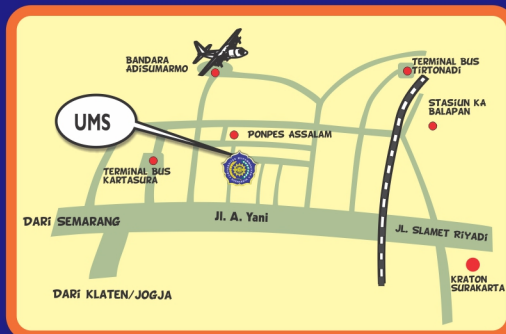 BANDARA
ADISUMARMO
TERMINAL BUS
TIRTONADI
STASIUN KA
BALAPAN
UMS
PONPES ASSALAM
TERMINAL BUS
KARTASURA
DARI SEMARANG
Jl. A. Yani
JL. SLAMET RIYADI
KRATON
SURAKARTA
DARI KLATEN/JOGJA